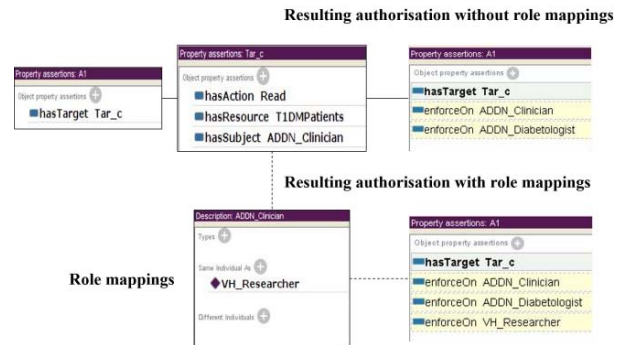 Resulting authorisation without role mappings
Property assertions: A1
Object property assertions
hasTarget Tar_c
Property assertions: Tar_c
Object property assertions
hasAction Read
hasResource T1DMPatients
hasSubject ADDN_Clinician
Property assertions: A1
Object property assertions
hasTarget Tar_c
enforceOn ADDN_Clinician
enforceOn ADDN_Diabetologist
Resulting authorisation with role mappings
Role mappings
Description: ADDN_Clinician
Types
Same Individual As
VH_Researcher
Different Individuals
Property assertions: A1
Object property assertions
hasTarget Tar_c
enforceOn ADDN_Clinician
enforceOn ADDN_Diabetologist
enforceOn VH_Researcher